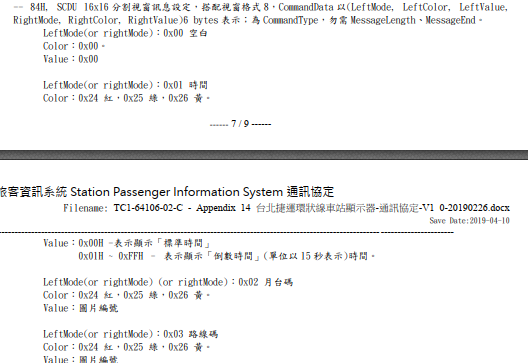 -- 84H, SCDU 16x16 分割視窗訊息設定，搭配視窗格式 8，CommandData 以(LeftMode, LeftColor, LeftValue,
RightMode, RightColor, RightValue)6 bytes 表示；為 CommandType，勿需 MessageLength、MessageEnd。
LeftMode(or rightMode)：0x00 空白
Color：0x00。
Value：0x00
LeftMode(or rightMode)：0x01 時間
Color：0x24 紅，0x25 綠，0x26 黃。
------ 7 / 9 ------
旅客資訊系統 Station Passenger Information System 通訊協定
Filename: TC1-64106-02-C - Appendix 14 台北捷運環狀線車站顯示器-通訊協定-V1 0-20190226.docx
Save Date:2019-04-10
Value：0x00H -表示顯示「標準時間」
0x01H ~ 0xFFH - 表示顯示「倒數時間」(單位以 15 秒表示)時間。
LeftMode(or rightMode) (or rightMode)：0x02 月台碼
Color：0x24 紅，0x25 綠，0x26 黃。
Value：圖片編號
LeftMode(or rightMode)：0x03 路線碼
Color：0x24 紅，0x25 綠，0x26 黃。
Value：圖片編號